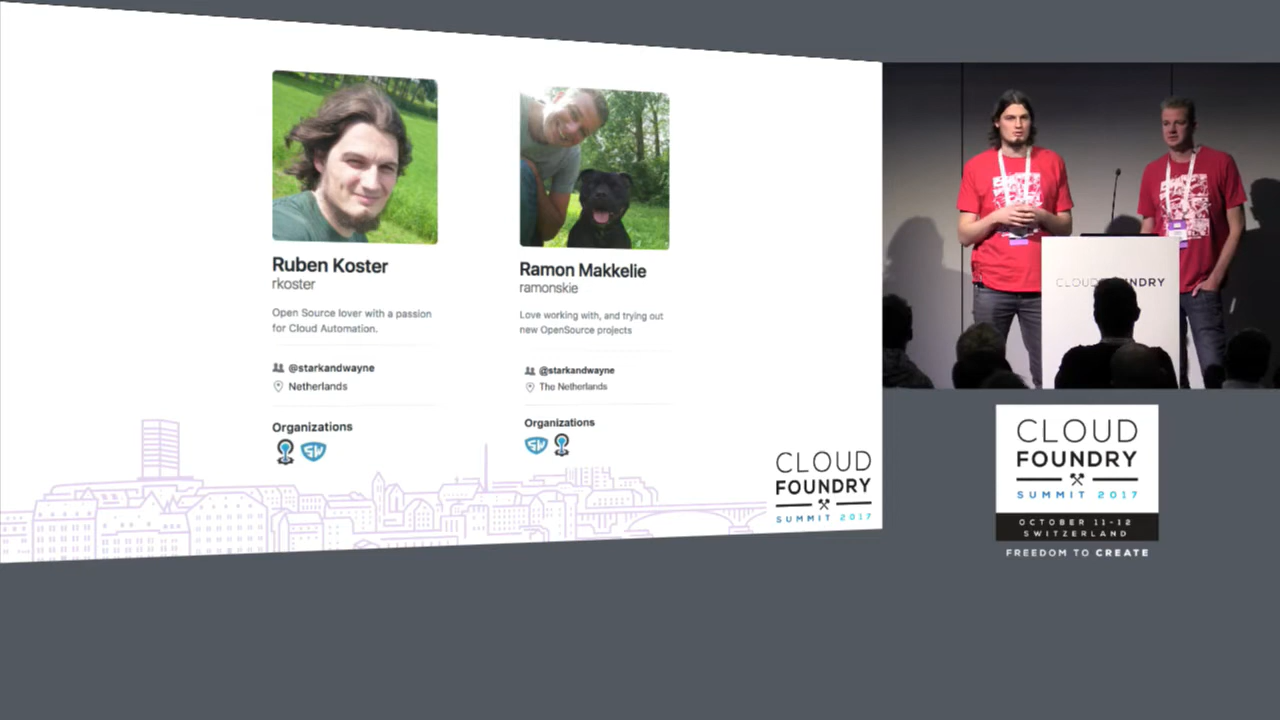 Ruben Koster
rkoster
Open Source lover with a passion
for Cloud Automation.
@starkandwayne
Netherlands
Organizations
SW
Ramon Makkelie
ramonskie
Love working with, and trying out
new OpenSource projects
@starkandwayne
The Netherlands
Organizations
SW
CLOUD
FOUNDRY
SUMMIT 2017
CLOUD FOUNDRY
CLOUD
FOUNDRY
SUMMIT 2017
OCTOBER 11-12
SWITZERLAND
FREEDOM TO CREATE